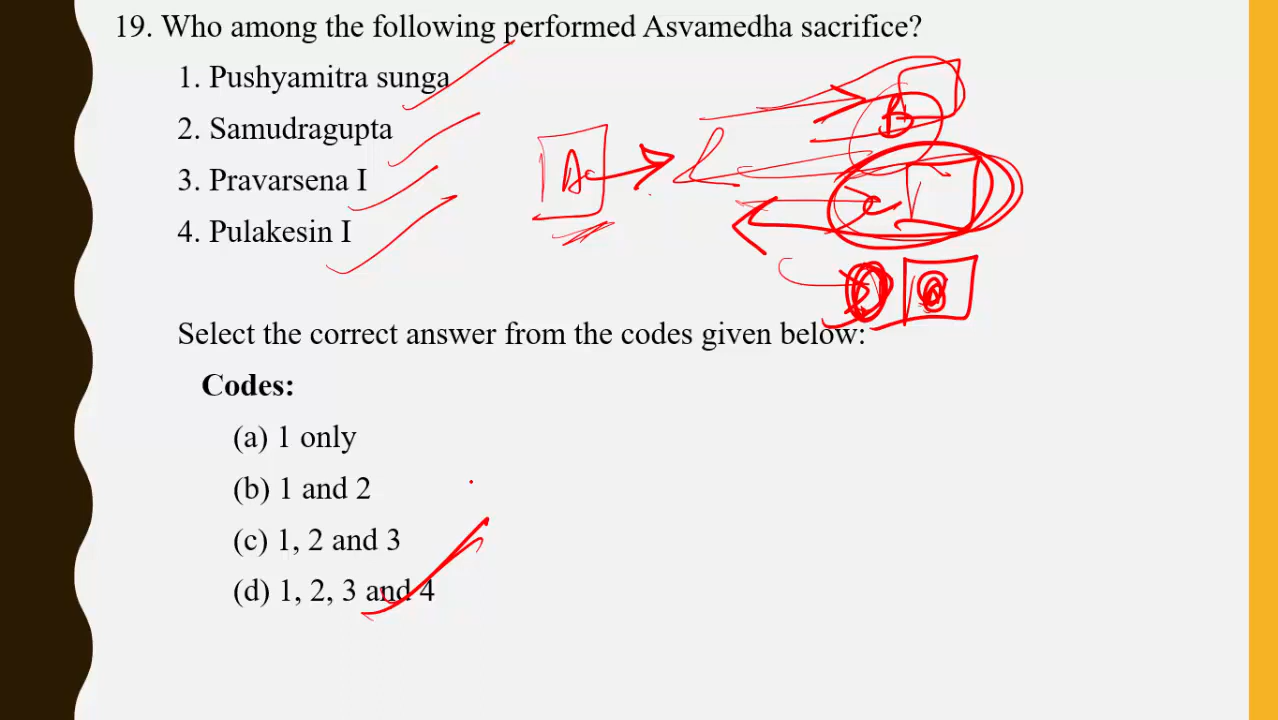 19. Who among the following performed Asvamedha sacrifice?
1. Pushyamitra sunga
2. Samudragupta
3. Pravarsena I
4. Pulakesin I
Select the correct answer from the codes given below:
Codes:
(a) 1 only
(b) 1 and 2
(c) 1, 2 and 3
(d) 1, 2, 3 and 4